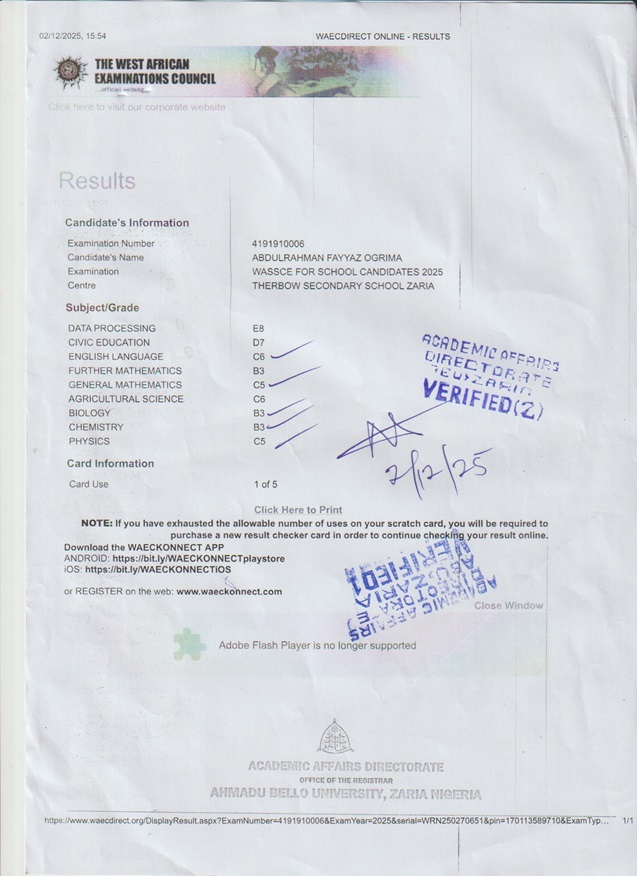 02/12/2025, 15:54 WAECDIRECT ONLINE - RESULTS
THE WEST AFRICAN
EXAMINATIONS COUNCIL
...official website...
Click here to visit our corporate website
Results
Candidate's Information
Examination Number 4191910006
Candidate's Name ABDULRAHMAN FAYYAZ OGRIMA
Examination WASSCE FOR SCHOOL CANDIDATES 2025
Centre THERBOW SECONDARY SCHOOL ZARIA
Subject/Grade
DATA PROCESSING E8
CIVIC EDUCATION D7
ENGLISH LANGUAGE C6
FURTHER MATHEMATICS B3
GENERAL MATHEMATICS C5
AGRICULTURAL SCIENCE C6
BIOLOGY B3
CHEMISTRY B3
PHYSICS C5
ACADEMIC AFFAIRS
DIRECTORATE
ZARIA
VERIFIED(2)
2/12/25
Card Information
Card Use 1 of 5
Click Here to Print
NOTE: If you have exhausted the allowable number of uses on your scratch card, you will be required to
purchase a new result checker card in order to continue checking your result online.
Download the WAECKONNECT APP
ANDROID: https://bit.ly/WAECKONNECTplaystore
iOS: https://bit.ly/WAECKONNECTiOS
or REGISTER on the web: www.waeckonnect.com
ACADEMIC AFFAIRS
VERIFIED1
Close Window
Adobe Flash Player is no longer supported
ACADEMIC AFFAIRS DIRECTORATE
OFFICE OF THE REGISTRAR
AHMADU BELLO UNIVERSITY, ZARIA NIGERIA
https://www.waecdirect.org/DisplayResult.aspx?ExamNumber=4191910006&ExamYear=2025&serial=WRN250270651&pin=170113589710&ExamTyp... 1/1